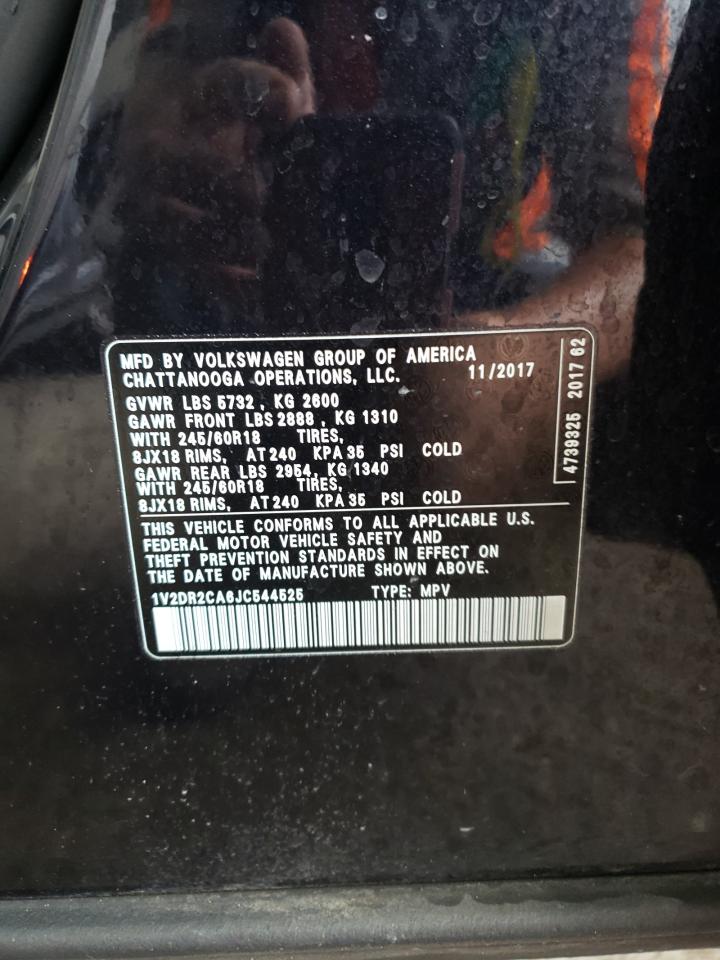 MFD BY VOLKSWAGEN GROUP OF AMERICA
CHATTANOOGA OPERATIONS, LLC. 11/2017
GVWR LBS 5732 , KG 2600
GAWR FRONT LBS 2888 , KG 1310
WITH 245/60R18 TIRES,
8JX18 RIMS, AT 240 KPA 35 PSI COLD
GAWR REAR LBS 2954, KG 1340
WITH 245/60R18 TIRES,
8JX18 RIMS, AT 240 KPA 35 PSI COLD
THIS VEHICLE CONFORMS TO ALL APPLICABLE U.S.
FEDERAL MOTOR VEHICLE SAFETY AND
THEFT PREVENTION STANDARDS IN EFFECT ON
THE DATE OF MANUFACTURE SHOWN ABOVE.
1V2DR2CA6JC544525 TYPE: MPV
4739325 2017 62